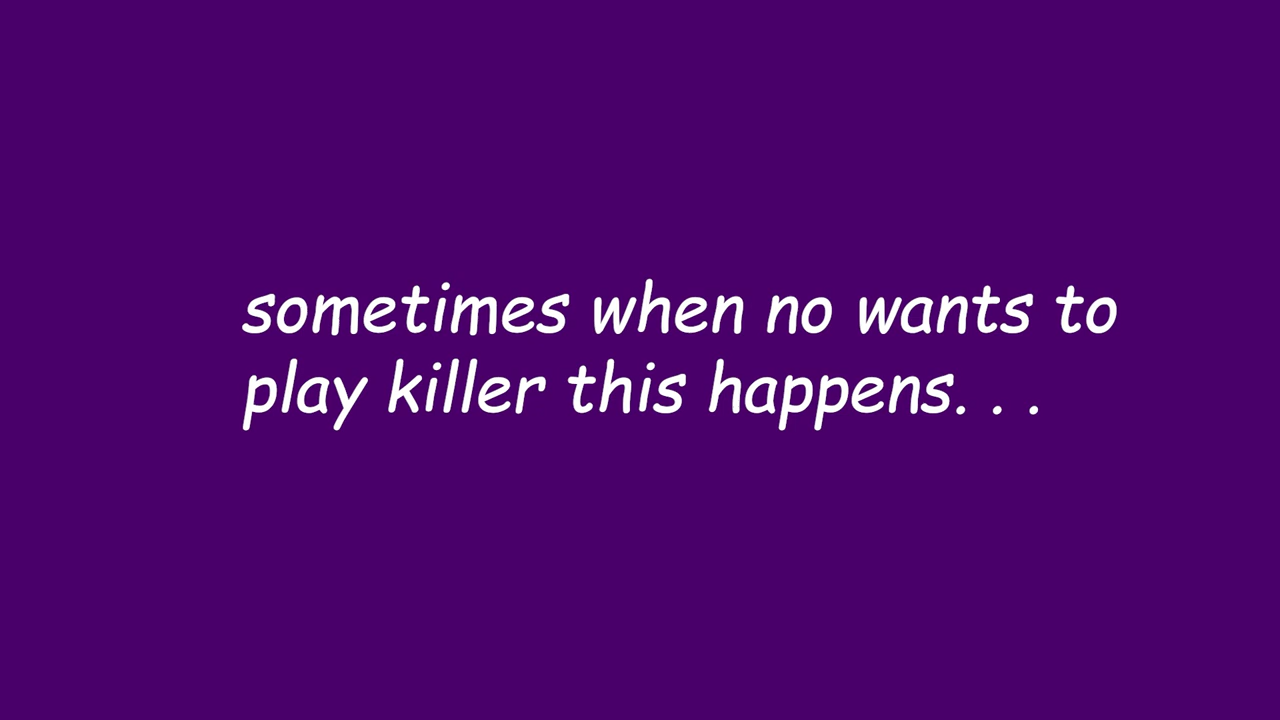 sometimes when no wants to
play killer this happens. . .